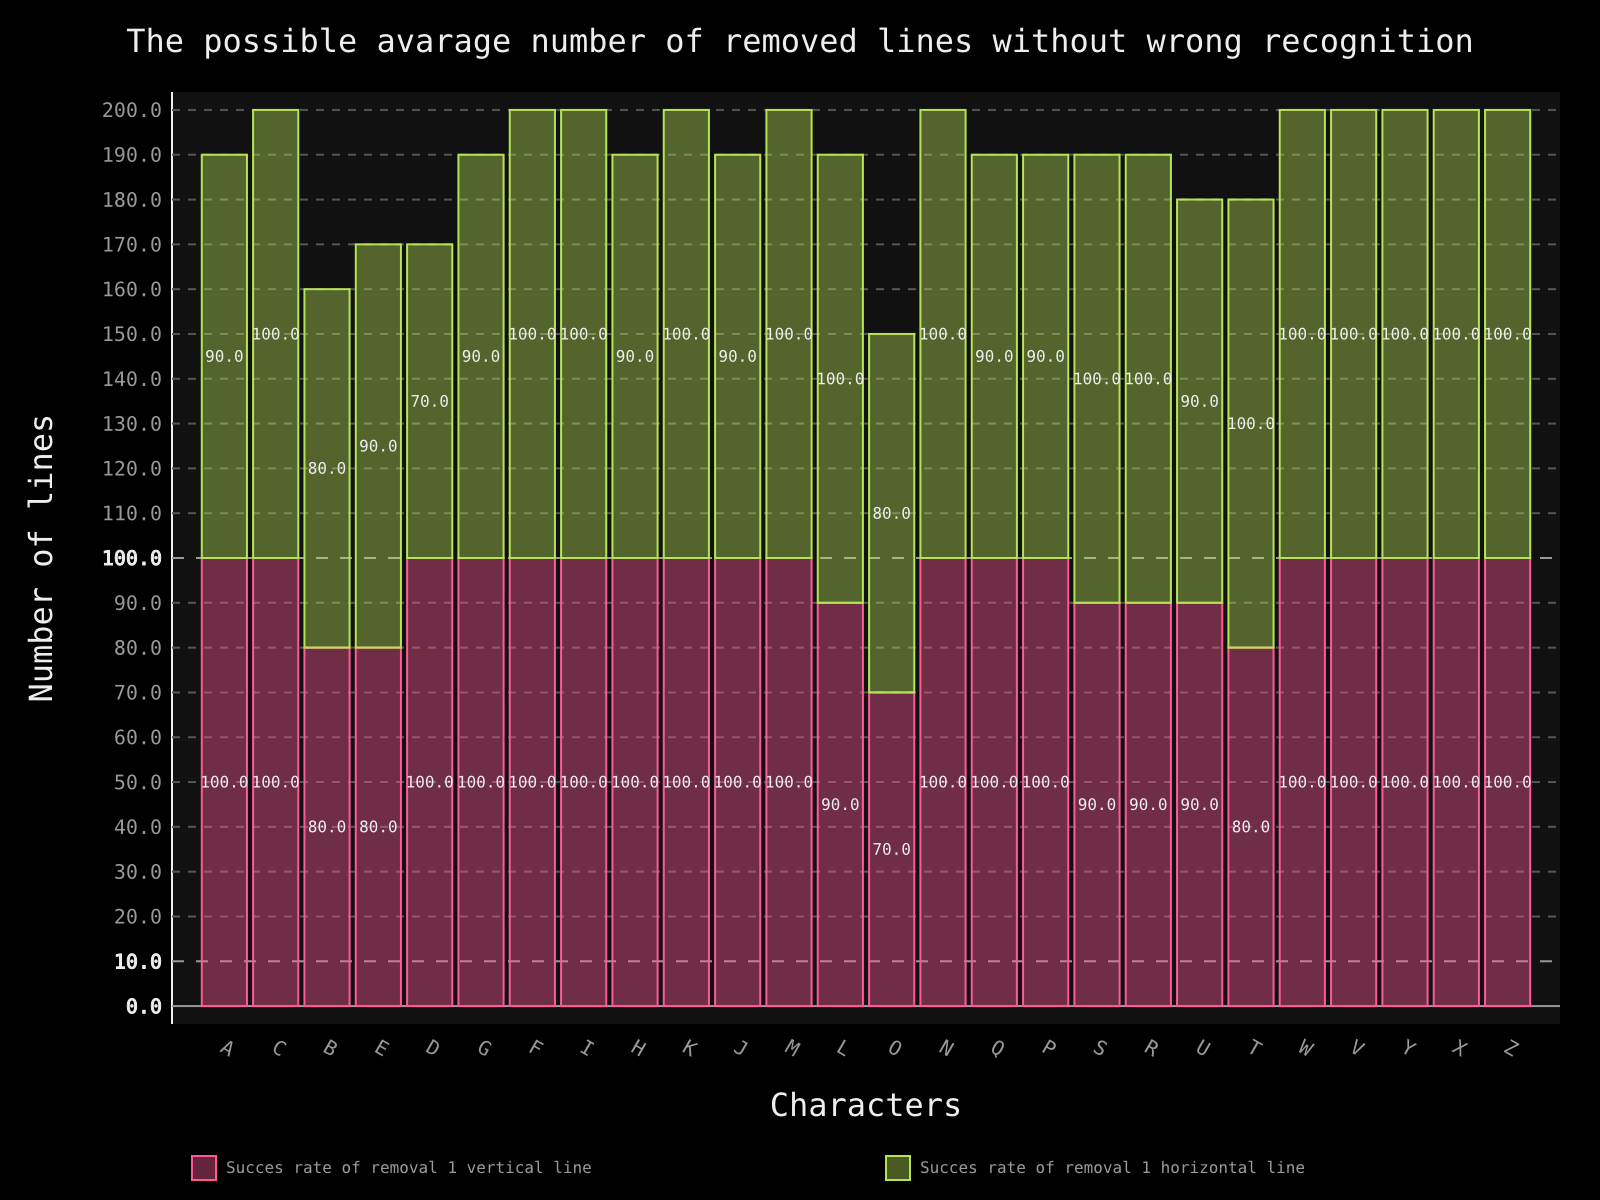 The possible avarage number of removed lines without wrong recognition
Number of lines
200.0
190.0
180.0
170.0
160.0
150.0
140.0
130.0
120.0
110.0
100.0
90.0
80.0
70.0
60.0
50.0
40.0
30.0
20.0
10.0
0.0
90.0 100.0 80.0 90.0 70.0 90.0 100.0 100.0 90.0 100.0 90.0 100.0 100.0 80.0 100.0 90.0 90.0 100.0 100.0 90.0 100.0 100.0 100.0 100.0 100.0 100.0
100.0 100.0 80.0 80.0 100.0 100.0 100.0 100.0 100.0 100.0 100.0 100.0 90.0 70.0 100.0 100.0 100.0 90.0 90.0 90.0 80.0 100.0 100.0 100.0 100.0 100.0
A C B E D G F I H K J M L O N Q P S R U T W V Y X Z
Characters
Succes rate of removal 1 vertical line
Succes rate of removal 1 horizontal line